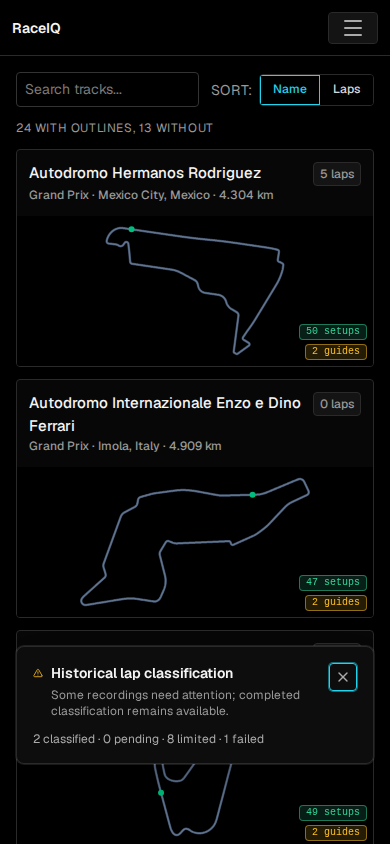 RaceIQ
Search tracks...
SORT:
Name
Laps
24 WITH OUTLINES, 13 WITHOUT
Autodromo Hermanos Rodriguez
5 laps
Grand Prix · Mexico City, Mexico · 4.304 km
50 setups
2 guides
Autodromo Internazionale Enzo e Dino
Ferrari
0 laps
Grand Prix · Imola, Italy · 4.909 km
47 setups
2 guides
Historical lap classification
Some recordings need attention; completed
classification remains available.
2 classified · 0 pending · 8 limited · 1 failed
49 setups
2 guides